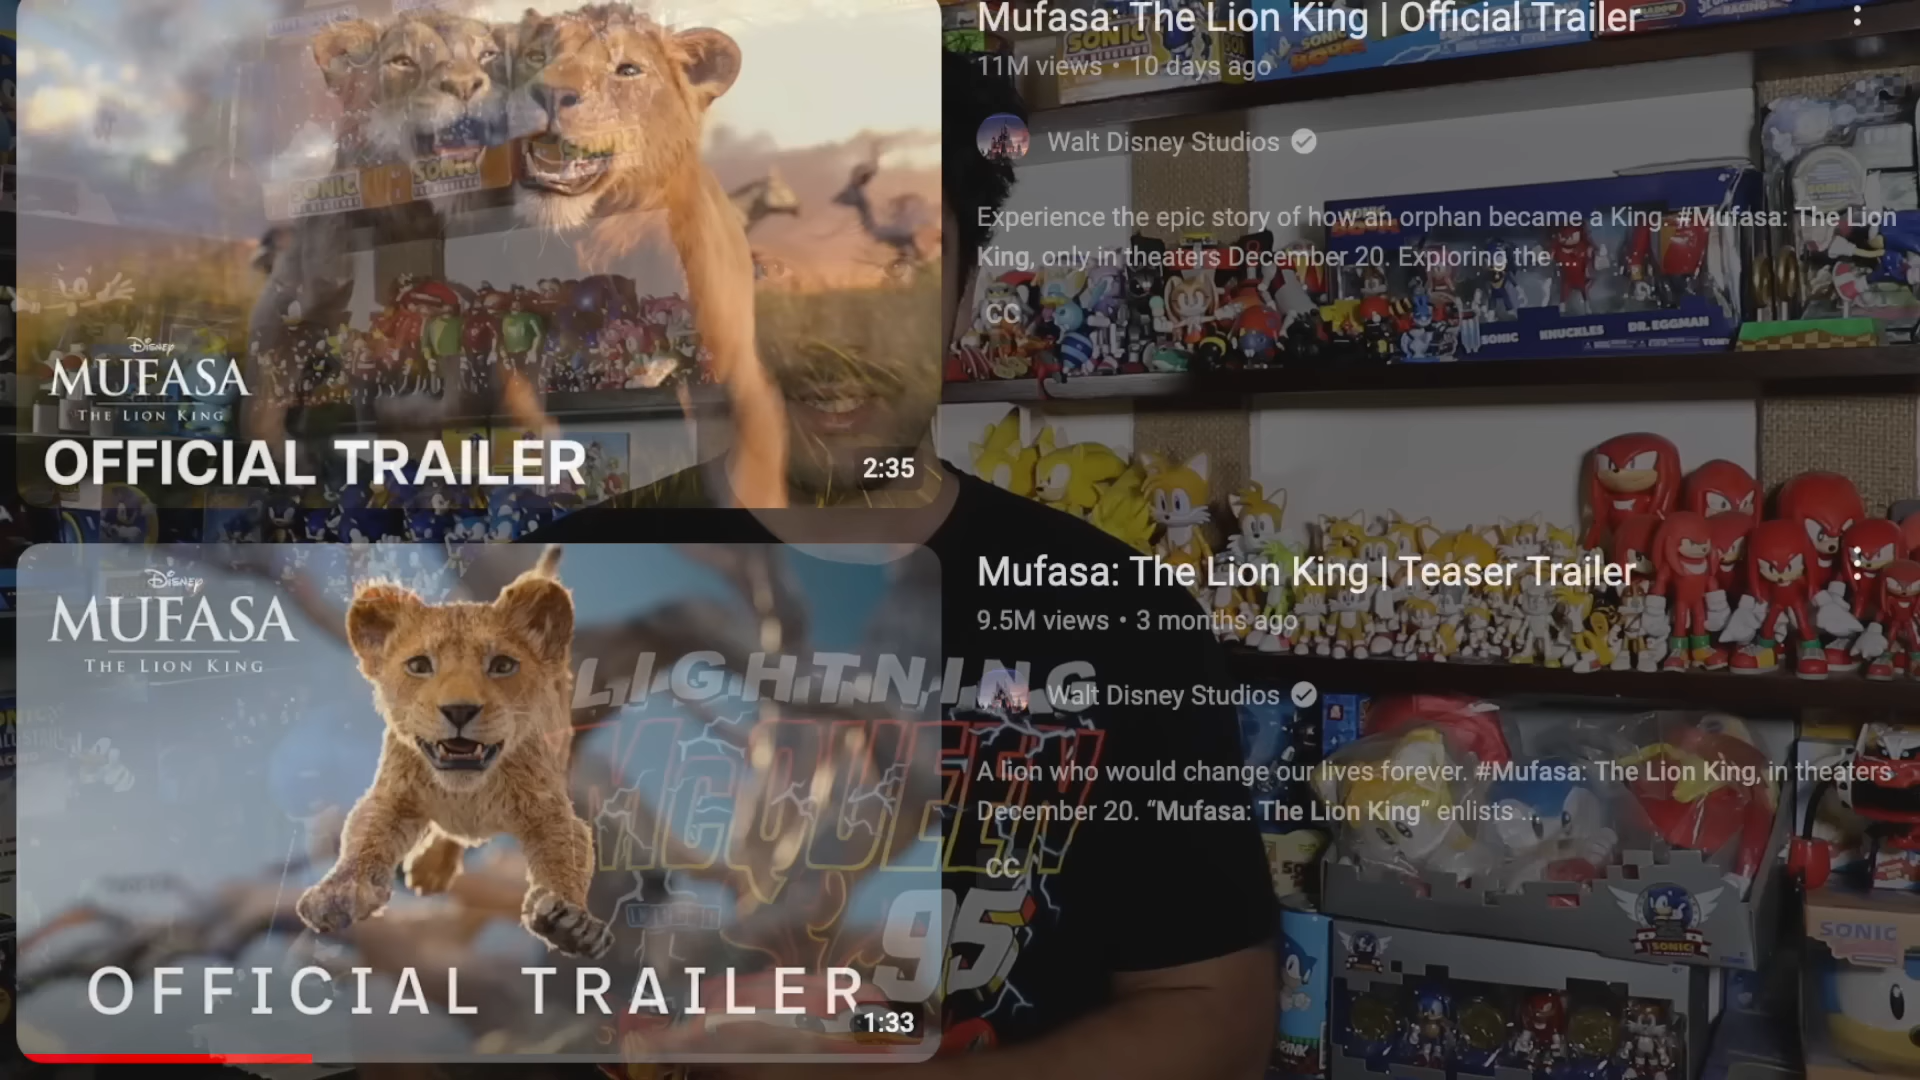 Mufasa: The Lion King | Official Trailer
11M views • 10 days ago
Walt Disney Studios
Experience the epic story of how an orphan became a King. #Mufasa: The Lion
King, only in theaters December 20. Exploring the ...
CC
DISNEY
MUFASA
THE LION KING
OFFICIAL TRAILER
2:35
SONIC
SONIC
SONIC
SONIC KNUCKLES DR. EGGMAN
DISNEY
MUFASA
THE LION KING
OFFICIAL TRAILER
1:33
Mufasa: The Lion King | Teaser Trailer
9.5M views • 3 months ago
Walt Disney Studios
A lion who would change our lives forever. #Mufasa: The Lion King, in theaters
December 20. “Mufasa: The Lion King” enlists ...
CC
LIGHTNING
McQUEEN
95
SONIC
SONIC